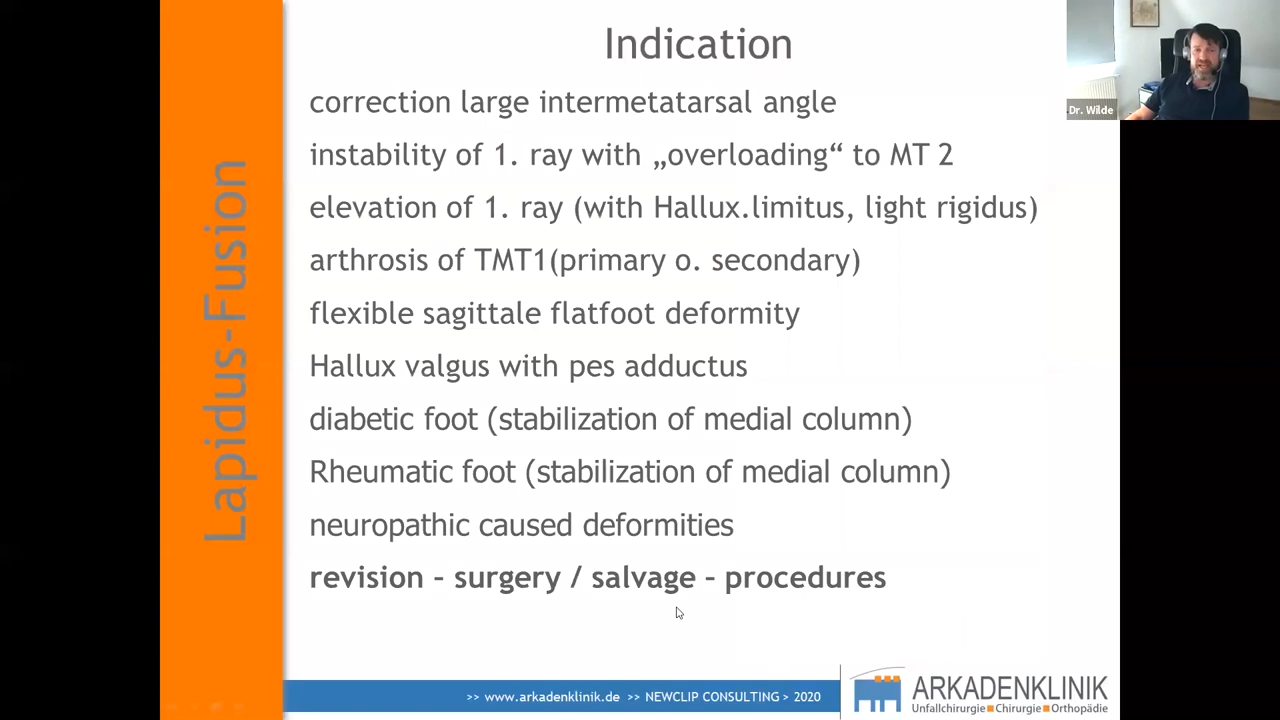 Indication
Dr. Wilde
Lapidus-Fusion
correction large intermetatarsal angle
instability of 1. ray with „overloading“ to MT 2
elevation of 1. ray (with Hallux.limitus, light rigidus)
arthrosis of TMT1(primary o. secondary)
flexible sagittale flatfoot deformity
Hallux valgus with pes adductus
diabetic foot (stabilization of medial column)
Rheumatic foot (stabilization of medial column)
neuropathic caused deformities
revision – surgery / salvage – procedures
>> www.arkadenklinik.de >> NEWCLIP CONSULTING > 2020
ARKADENKLINIK
Unfallchirurgie ■ Chirurgie ■ Orthopädie